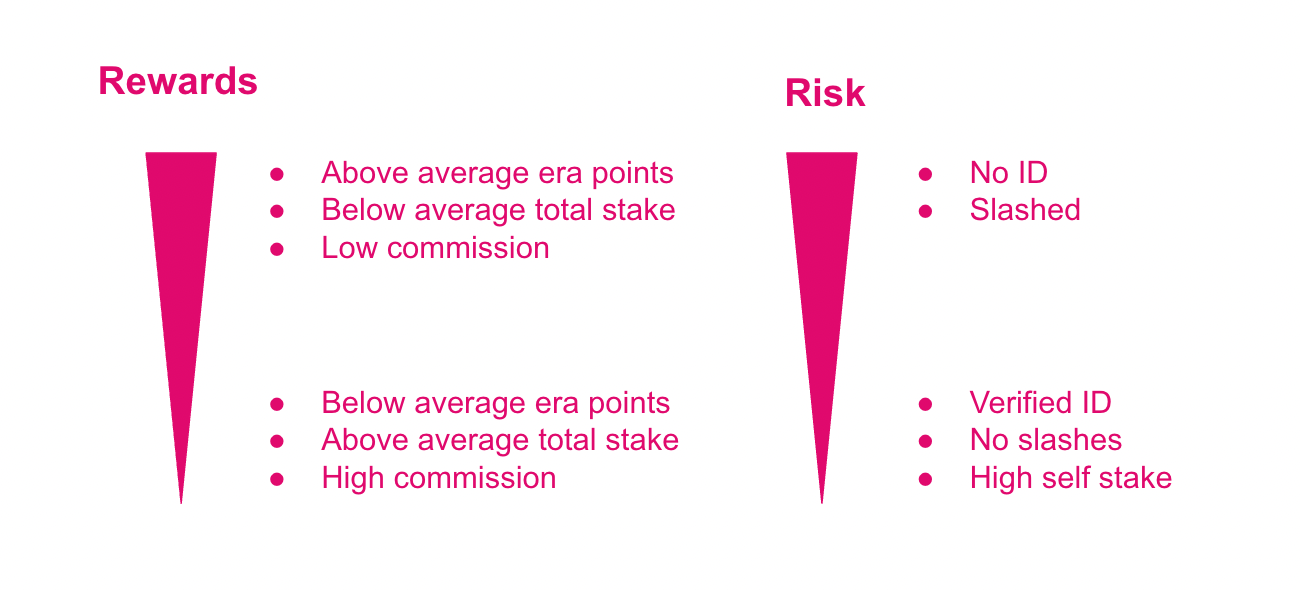 Rewards
● Above average era points
● Below average total stake
● Low commission
● Below average era points
● Above average total stake
● High commission
Risk
● No ID
● Slashed
● Verified ID
● No slashes
● High self stake